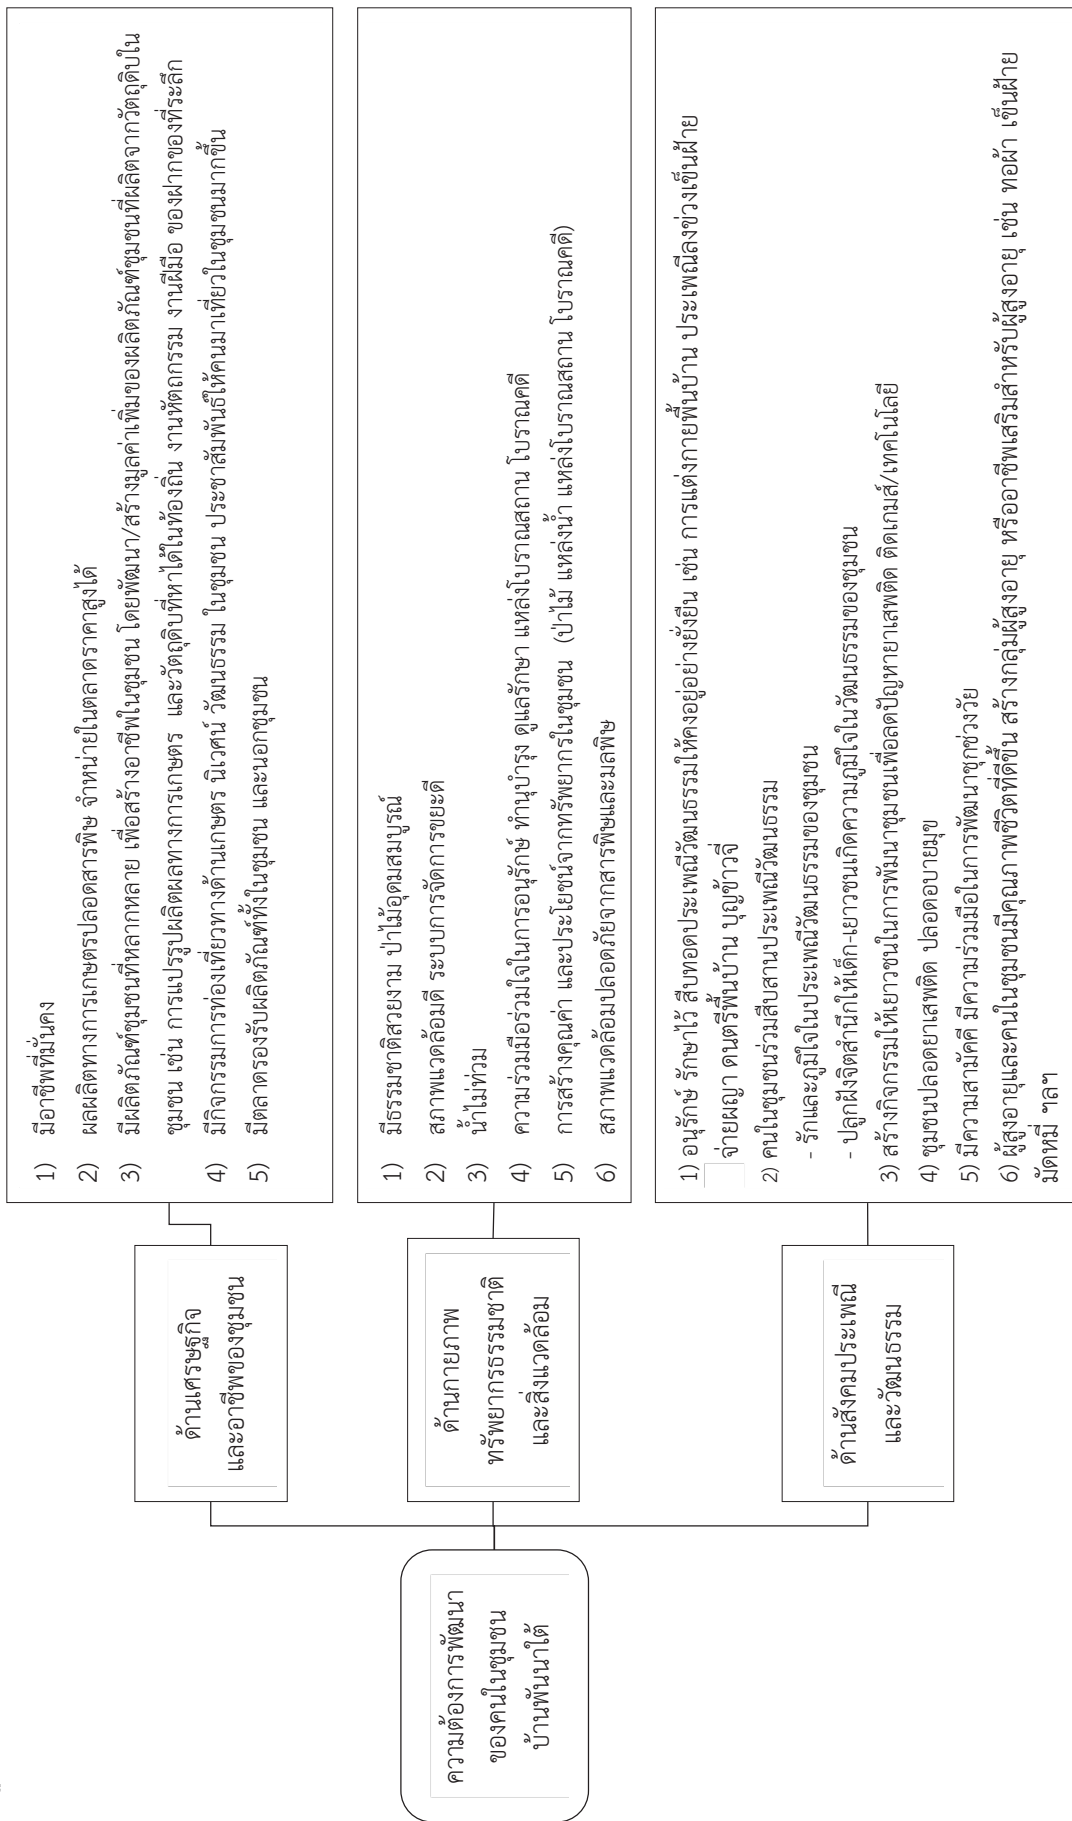 ความต้องการพัฒนา
ของคนในชุมชน
บ้านพันนาใต้
ด้านเศรษฐกิจ
และอาชีพของชุมชน
1) มีอาชีพที่มั่นคง
2) ผลผลิตทางการเกษตรปลอดสารพิษ จำหน่ายในตลาดราคาสูงได้
3) มีผลิตภัณฑ์ชุมชนที่หลากหลาย เพื่อสร้างอาชีพในชุมชน โดยพัฒนา/สร้างมูลค่าเพิ่มของผลิตภัณฑ์ชุมชนที่ผลิตจากวัตถุดิบใน
ชุมชน เช่น การแปรรูปผลิตผลทางการเกษตร และวัตถุดิบที่หาได้ในท้องถิ่น งานหัตถกรรม งานฝีมือ ของฝากของที่ระลึก
4) มีกิจกรรมการท่องเที่ยวทางด้านเกษตร นิเวศน์ วัฒนธรรม ในชุมชน ประชาสัมพันธ์ให้คนมาเที่ยวในชุมชนมากขึ้น
5) มีตลาดรองรับผลิตภัณฑ์ทั้งในชุมชน และนอกชุมชน
ด้านกายภาพ
ทรัพยากรธรรมชาติ
และสิ่งแวดล้อม
1) มีธรรมชาติสวยงาม ป่าไม้อุดมสมบูรณ์
2) สภาพแวดล้อมดี ระบบการจัดการขยะดี
3) น้ำไม่ท่วม
4) ความร่วมมือร่วมใจในการอนุรักษ์ ทำนุบำรุง ดูแลรักษา แหล่งโบราณสถาน โบราณคดี
5) การสร้างคุณค่า และประโยชน์จากทรัพยากรในชุมชน (ป่าไม้ แหล่งน้ำ แหล่งโบราณสถาน โบราณคดี)
6) สภาพแวดล้อมปลอดภัยจากสารพิษและมลพิษ
ด้านสังคมประเพณี
และวัฒนธรรม
1) อนุรักษ์ รักษาไว้ สืบทอดประเพณีวัฒนธรรมให้คงอยู่อย่างยั่งยืน เช่น การแต่งกายพื้นบ้าน ประเพณีลงข่วงเข็นฝ้าย
จ่ายผญา ดนตรีพื้นบ้าน บุญข้าวจี่
2) คนในชุมชนร่วมสืบสานประเพณีวัฒนธรรม
- รักและภูมิใจในประเพณีวัฒนธรรมของชุมชน
- ปลูกฝังจิตสำนึกให้เด็ก-เยาวชนเกิดความภูมิใจในวัฒนธรรมของชุมชน
3) สร้างกิจกรรมให้เยาวชนในการพัมนาชุมชนเพื่อลดปัญหายาเสพติด ติดเกมส์/เทคโนโลยี
4) ชุมชนปลอดยาเสพติด ปลอดอบายมุข
5) มีความสามัคคี มีความร่วมมือในการพัฒนาชุกช่วงวัย
6) ผู้สูงอายุและคนในชุมชนมีคุณภาพชีวิตที่ดีขึ้น สร้างกลุ่มผู้สูงอายุ หรืออาชีพเสริมสำหรับผู้สูงอายุ เช่น ทอผ้า เข็นฝ้าย
มัดหมี่ ฯลฯ